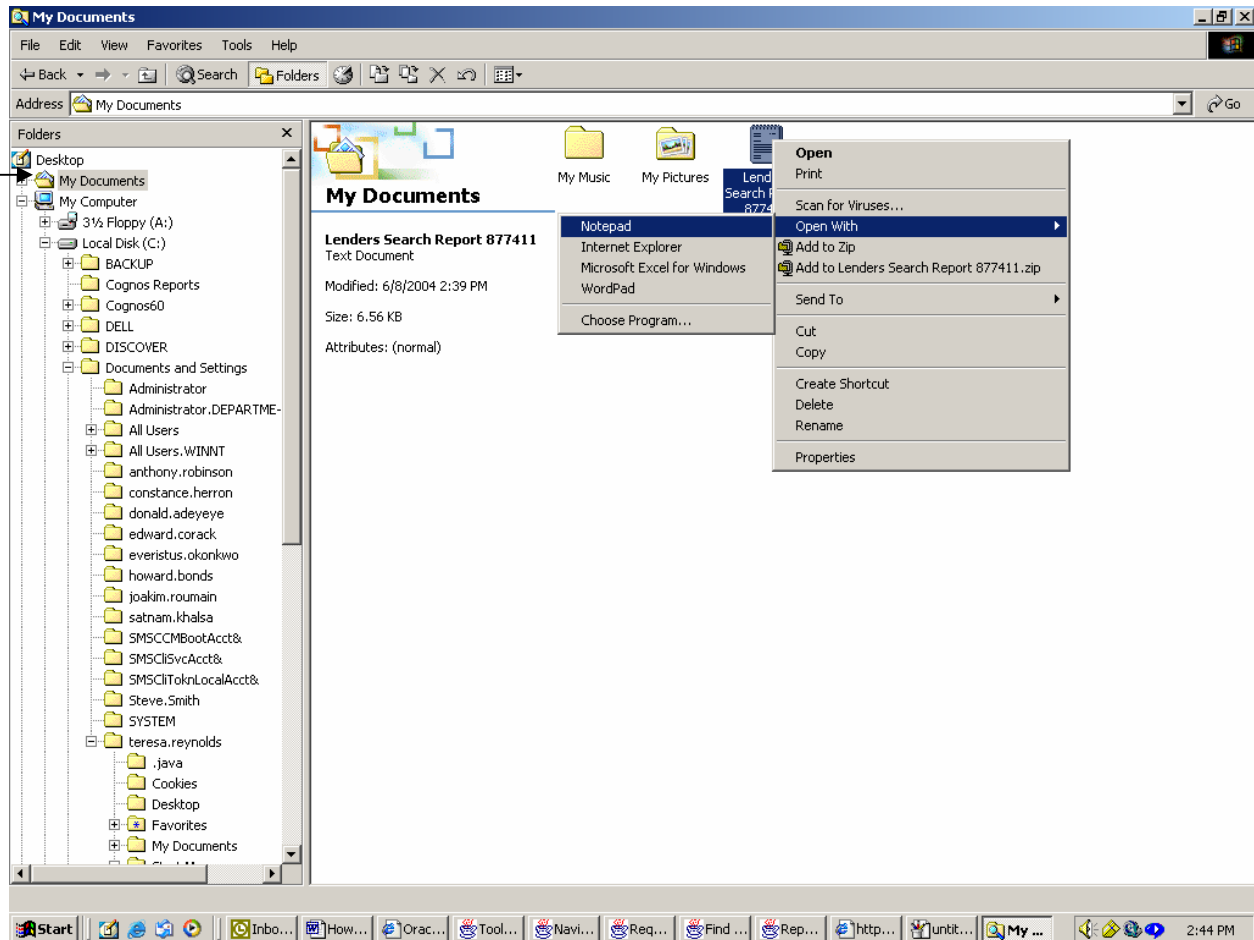 My Documents
File Edit View Favorites Tools Help
Back Search Folders
Address My Documents Go
Folders
Desktop
My Documents
My Computer
3½ Floppy (A:)
Local Disk (C:)
BACKUP
Cognos Reports
Cognos60
DELL
DISCOVER
Documents and Settings
Administrator
Administrator.DEPARTME-
All Users
All Users.WINNT
anthony.robinson
constance.herron
donald.adeyeye
edward.corack
everistus.okonkwo
howard.bonds
joakim.roumain
satnam.khalsa
SMSCCMBootAcct&
SMSCliSvcAcct&
SMSCliToknLocalAcct&
Steve.Smith
SYSTEM
teresa.reynolds
.java
Cookies
Desktop
Favorites
My Documents
My Documents
Lenders Search Report 877411
Text Document
Modified: 6/8/2004 2:39 PM
Size: 6.56 KB
Attributes: (normal)
My Music
My Pictures
Lend
Search
8774
Notepad
Internet Explorer
Microsoft Excel for Windows
WordPad
Choose Program...
Open
Print
Scan for Viruses...
Open With
Add to Zip
Add to Lenders Search Report 877411.zip
Send To
Cut
Copy
Create Shortcut
Delete
Rename
Properties
Start Inbo... How... Orac... Tool... Navi... Req... Find ... Rep... http... untit... My ... 2:44 PM